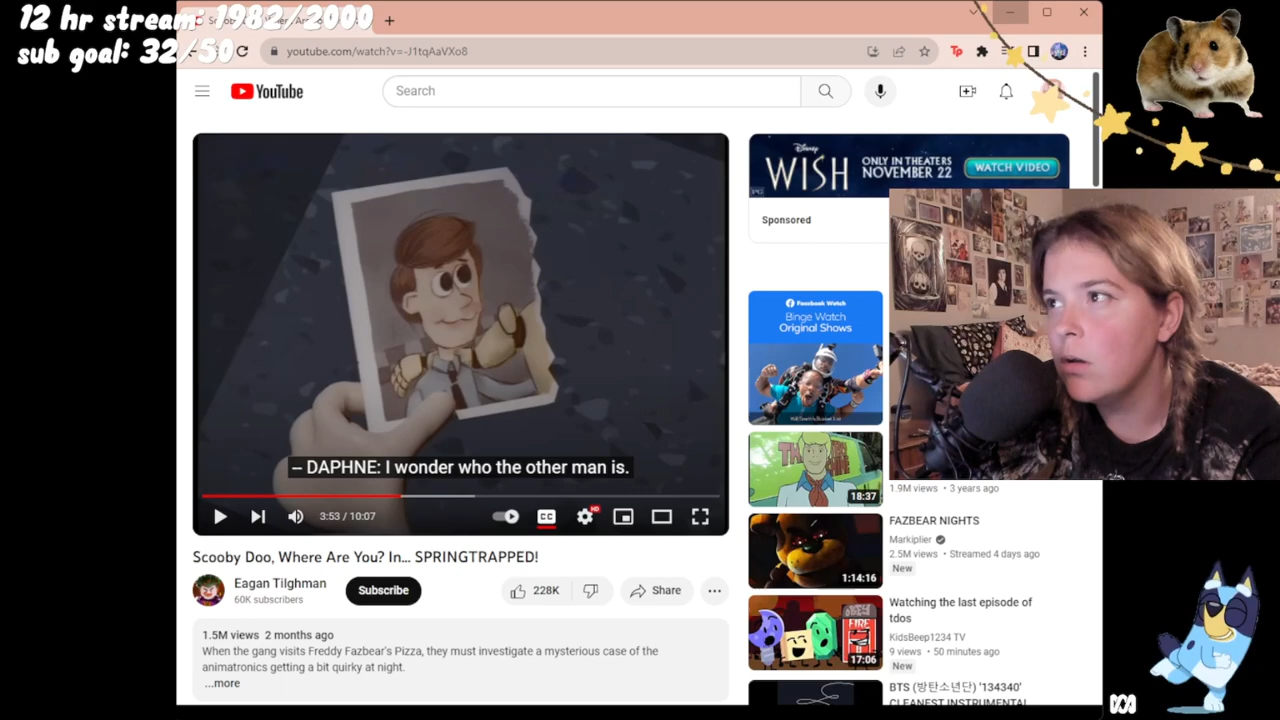 12 hr stream: 1982/2000
sub goal: 32/50
youtube.com/watch?v=-J1tqAaVXo8
Tp
YouTube
Search
Disney
WISH
ONLY IN THEATERS
NOVEMBER 22
WATCH VIDEO
Sponsored
Facebook Watch
Binge Watch
Original Shows
– DAPHNE: I wonder who the other man is.
3:53 / 10:07
CC
HD
18:37
1.9M views • 3 years ago
Scooby Doo, Where Are You? In... SPRINGTRAPPED!
Eagan Tilghman
60K subscribers
Subscribe
228K
Share
1.5M views 2 months ago
When the gang visits Freddy Fazbear's Pizza, they must investigate a mysterious case of the
animatronics getting a bit quirky at night.
...more
1:14:16
FAZBEAR NIGHTS
Markiplier
2.5M views • Streamed 4 days ago
New
FIRE
17:06
Watching the last episode of
tdos
KidsBeep1234 TV
9 views • 50 minutes ago
New
BTS (방탄소년단) '134340'
CLEANEST INSTRUMENTAL